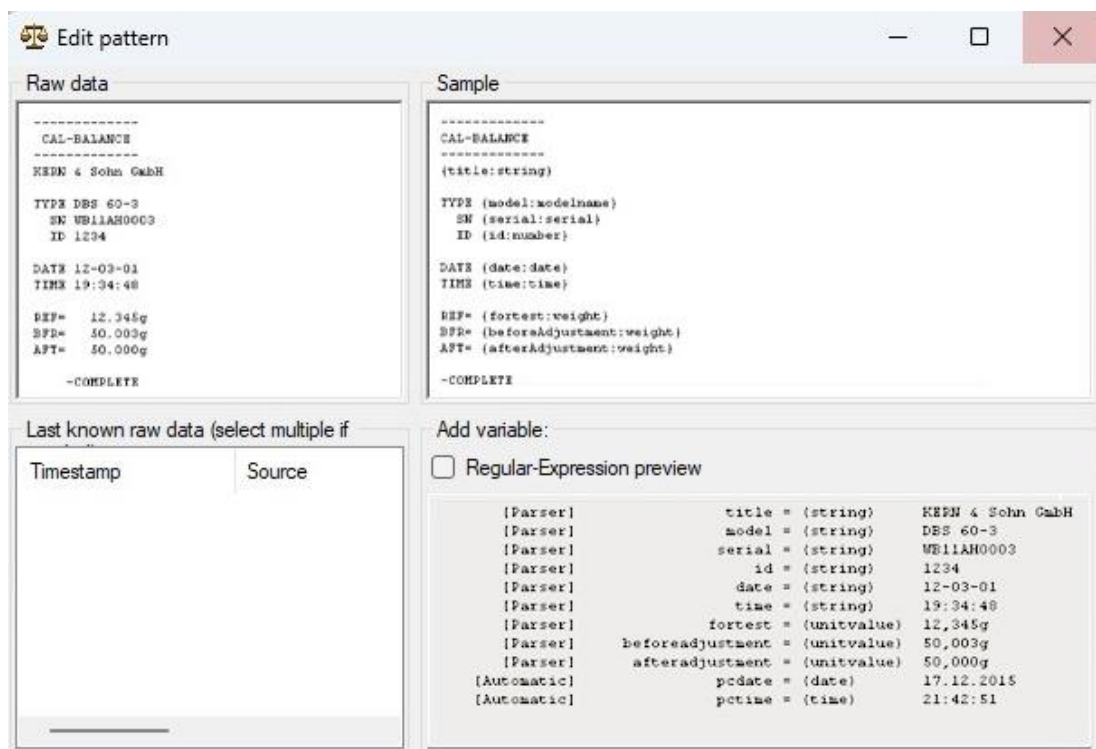 Edit pattern
Raw data
-------------
CAL-BALANCE
-------------
KERN & Sohn GmbH
TYPE DBS 60-3
SN WB11AH0003
ID 1234
DATE 12-03-01
TIME 19:34:48
REF= 12.345g
BFR= 50.003g
AFT= 50.000g
-COMPLETE
Sample
-------------
CAL-BALANCE
-------------
{title:string}
TYPE {model:modelname}
SN {serial:serial}
ID {id:number}
DATE {date:date}
TIME {time:time}
REF= {fortest:weight}
BFR= {beforeAdjustment:weight}
AFT= {afterAdjustment:weight}
-COMPLETE
Last known raw data (select multiple if
Timestamp Source
Add variable:
Regular-Expression preview
[Parser] title = (string) KERN & Sohn GmbH
[Parser] model = (string) DBS 60-3
[Parser] serial = (string) WB11AH0003
[Parser] id = (string) 1234
[Parser] date = (string) 12-03-01
[Parser] time = (string) 19:34:48
[Parser] fortest = (unitvalue) 12,345g
[Parser] beforeadjustment = (unitvalue) 50,003g
[Parser] afteradjustment = (unitvalue) 50,000g
[Automatic] pcdate = (date) 17.12.2015
[Automatic] pctime = (time) 21:42:51